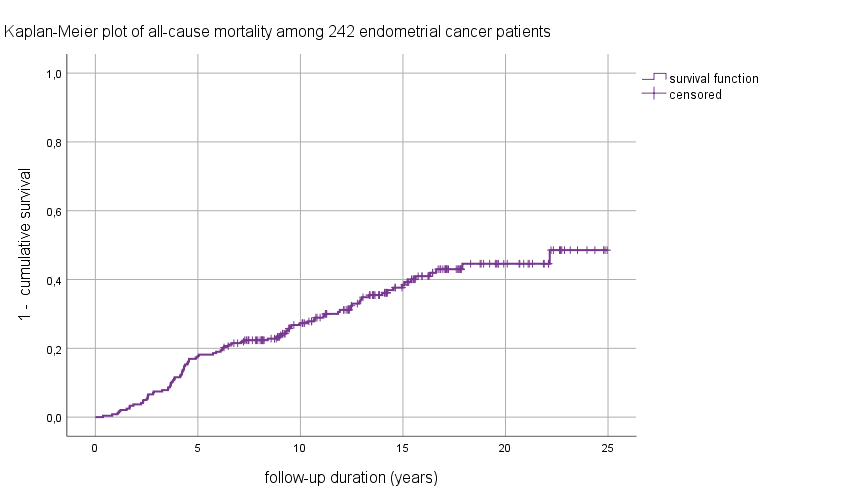 Kaplan-Meier plot of all-cause mortality among 242 endometrial cancer patients
1,0
survival function
censored
0,8
0,6
1 - cumulative survival
0,4
0,2
0,0
0 5 10 15 20 25
follow-up duration (years)